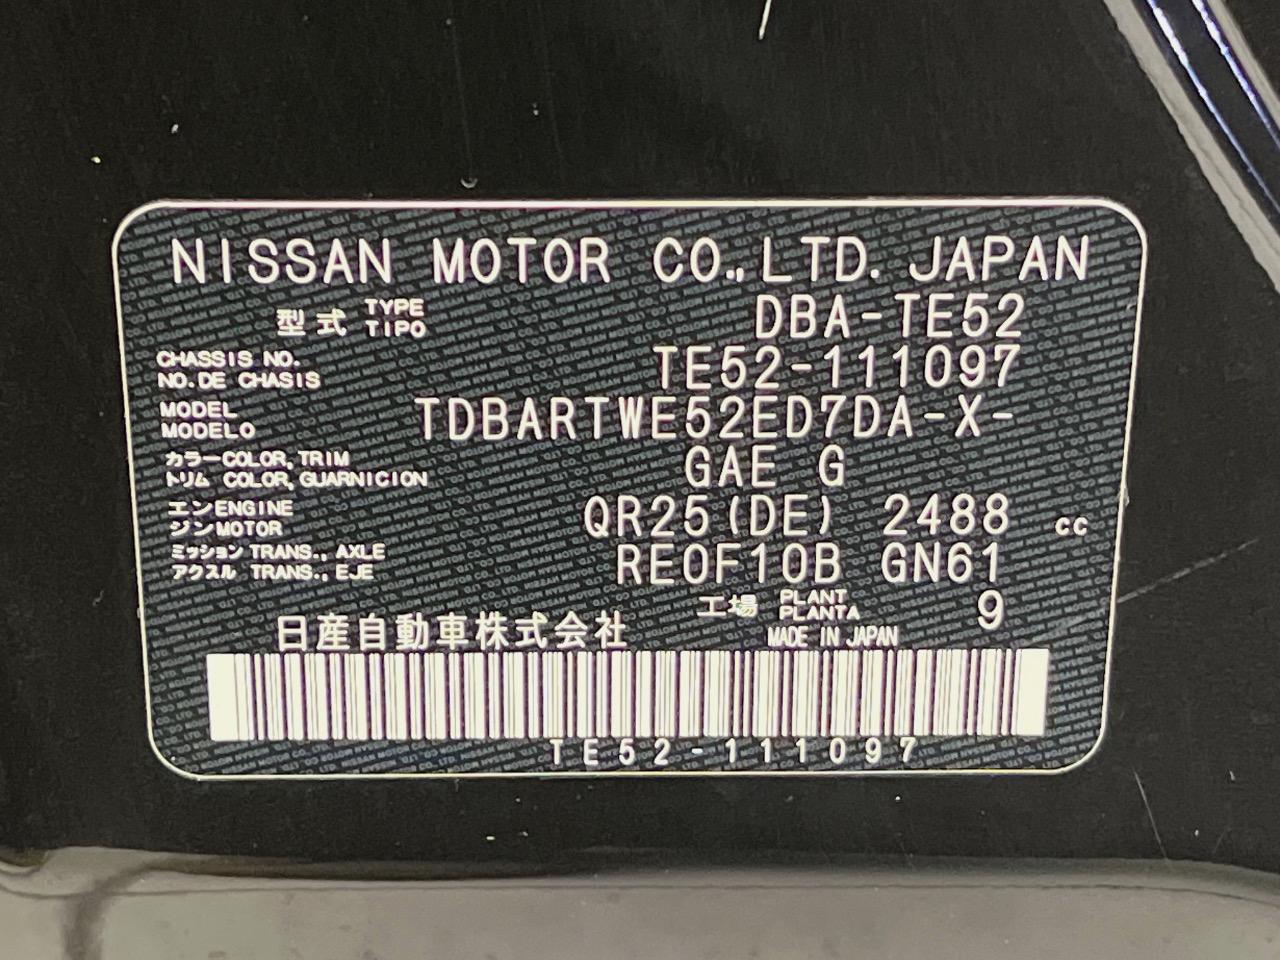 NISSAN MOTOR CO., LTD. JAPAN
型式 TYPE TIPO DBA-TE52
CHASSIS NO. NO. DE CHASIS TE52-111097
MODEL MODELO TDBARTWE52ED7DA-X-
カラー COLOR, TRIM トリム COLOR, GUARNICION GAE G
エンジン ENGINE MOTOR QR25(DE) 2488 cc
ミッション TRANS., AXLE アクスル TRANS., EJE RE0F10B GN61
工場 PLANT PLANTA 9
日産自動車株式会社 MADE IN JAPAN
TE52-111097